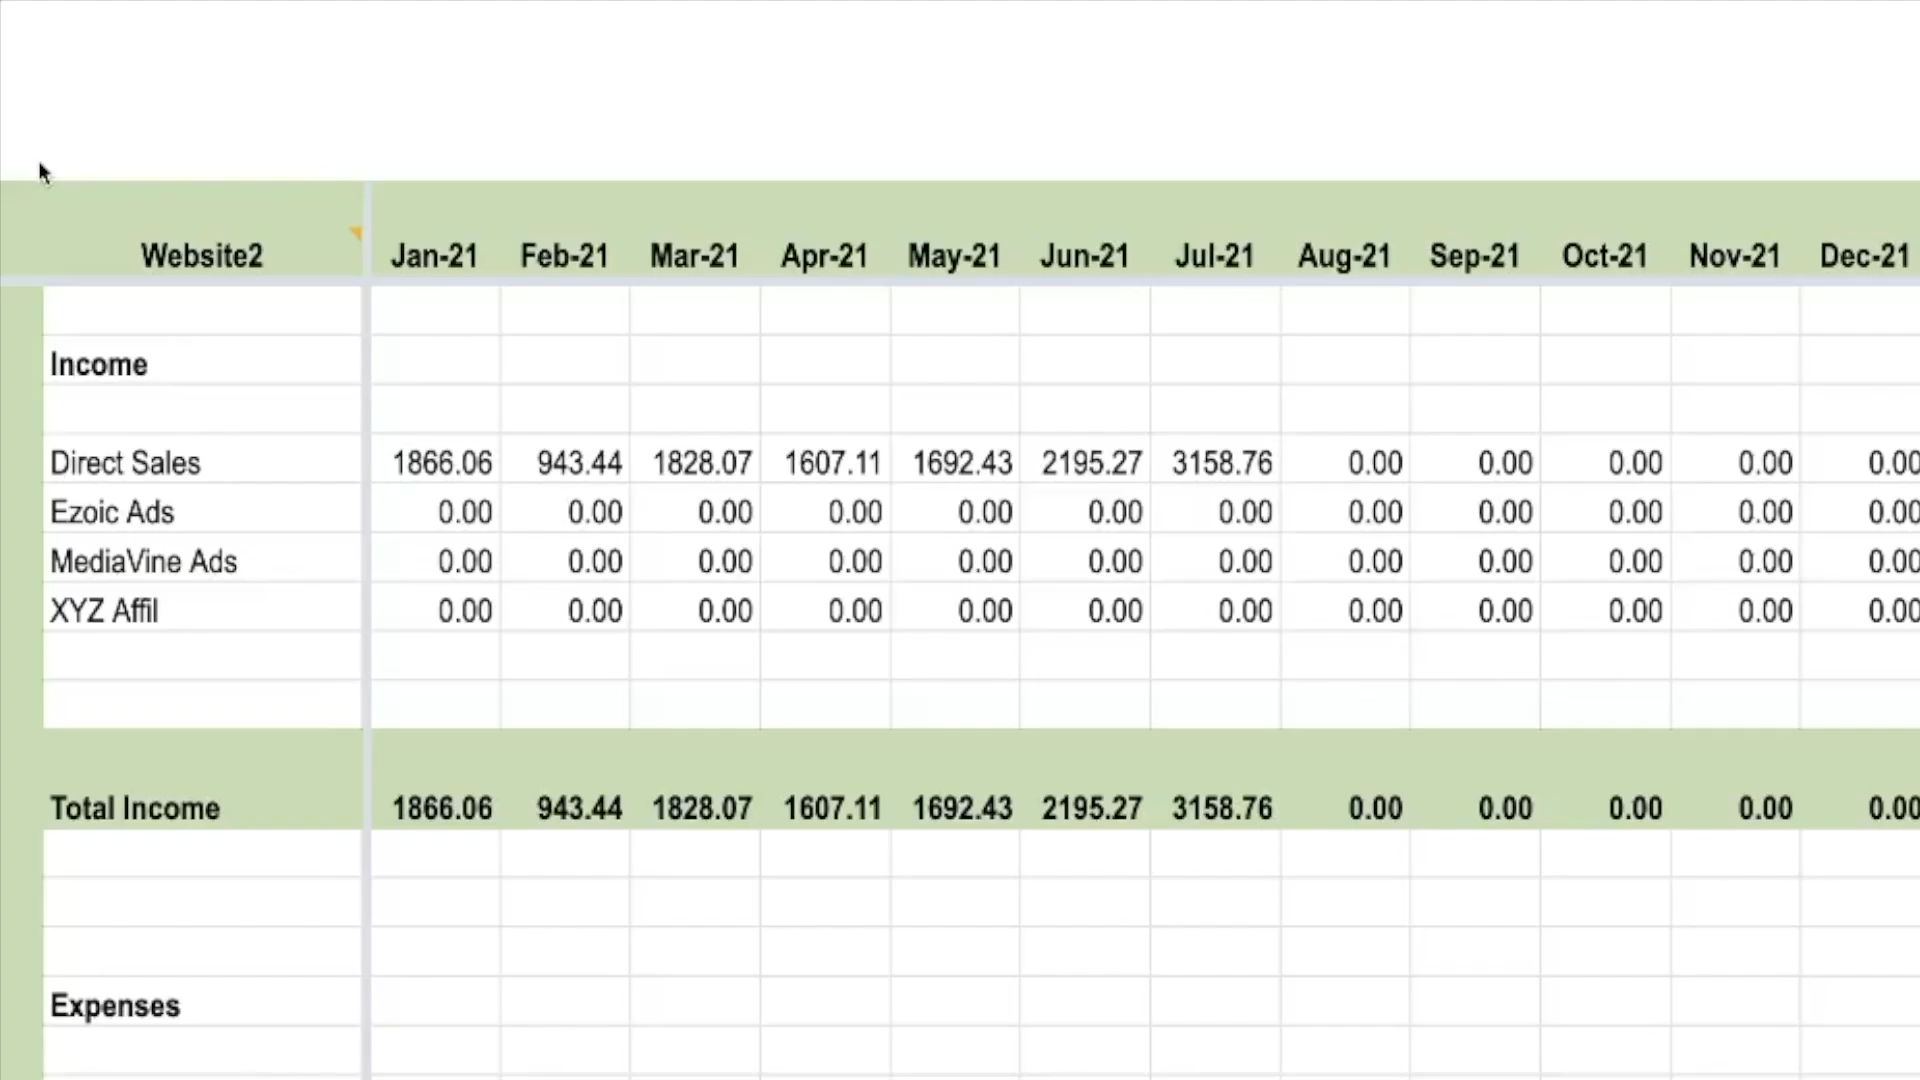 Website2 Jan-21 Feb-21 Mar-21 Apr-21 May-21 Jun-21 Jul-21 Aug-21 Sep-21 Oct-21 Nov-21 Dec-21
Income
Direct Sales 1866.06 943.44 1828.07 1607.11 1692.43 2195.27 3158.76 0.00 0.00 0.00 0.00 0.00
Ezoic Ads 0.00 0.00 0.00 0.00 0.00 0.00 0.00 0.00 0.00 0.00 0.00 0.00
MediaVine Ads 0.00 0.00 0.00 0.00 0.00 0.00 0.00 0.00 0.00 0.00 0.00 0.00
XYZ Affil 0.00 0.00 0.00 0.00 0.00 0.00 0.00 0.00 0.00 0.00 0.00 0.00
Total Income 1866.06 943.44 1828.07 1607.11 1692.43 2195.27 3158.76 0.00 0.00 0.00 0.00 0.00
Expenses